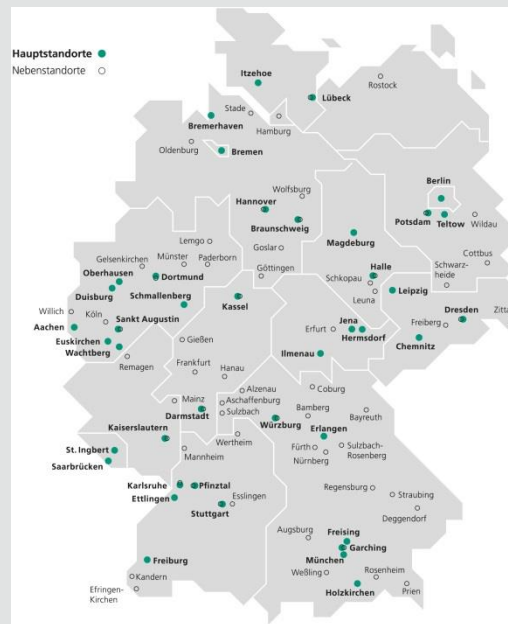 Hauptstandorte
Nebenstandorte
Itzehoe
Rostock
Lübeck
Stade
Bremerhaven
Hamburg
Oldenburg
Bremen
Berlin
Wolfsburg
Hannover
Potsdam
Teltow
Wildau
Braunschweig
Magdeburg
Lemgo
Goslar
Cottbus
Gelsenkirchen
Münster
Paderborn
Göttingen
Halle
Schwarz-
heide
Oberhausen
Dortmund
Schkopau
Duisburg
Leipzig
Leuna
Schmallenberg
Kassel
Willich
Köln
Dresden
Zitta
Aachen
Sankt Augustin
Erfurt
Jena
Freiberg
Euskirchen
Gießen
Hermsdorf
Chemnitz
Wachtberg
Ilmenau
Remagen
Frankfurt
Hanau
Alzenau
Coburg
Mainz
Aschaffenburg
Bamberg
Darmstadt
Sulzbach
Würzburg
Bayreuth
Kaiserslautern
Wertheim
Erlangen
St. Ingbert
Mannheim
Fürth
Sulzbach-
Rosenberg
Saarbrücken
Nürnberg
Karlsruhe
Pfinztal
Regensburg
Ettlingen
Esslingen
Straubing
Stuttgart
Deggendorf
Augsburg
Freising
Garching
Freiburg
München
Kandern
Weßling
Rosenheim
Efringen-
Kirchen
Holzkirchen
Prien